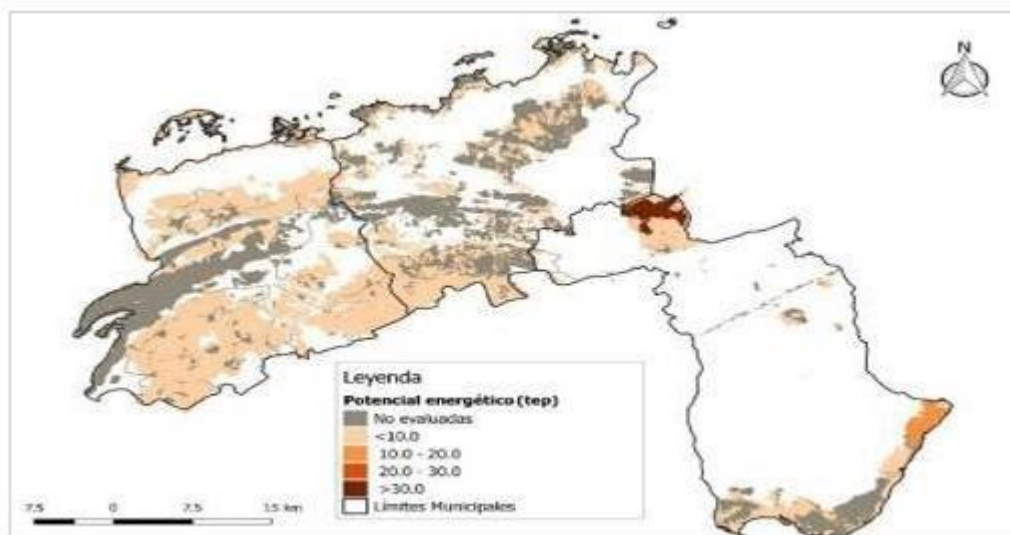 N
Leyenda
Potencial energético (tep)
No evaluadas
<10.0
10.0 - 20.0
20.0 - 30.0
>30.0
Límites Municipales
7.5 0 7.5 15 km